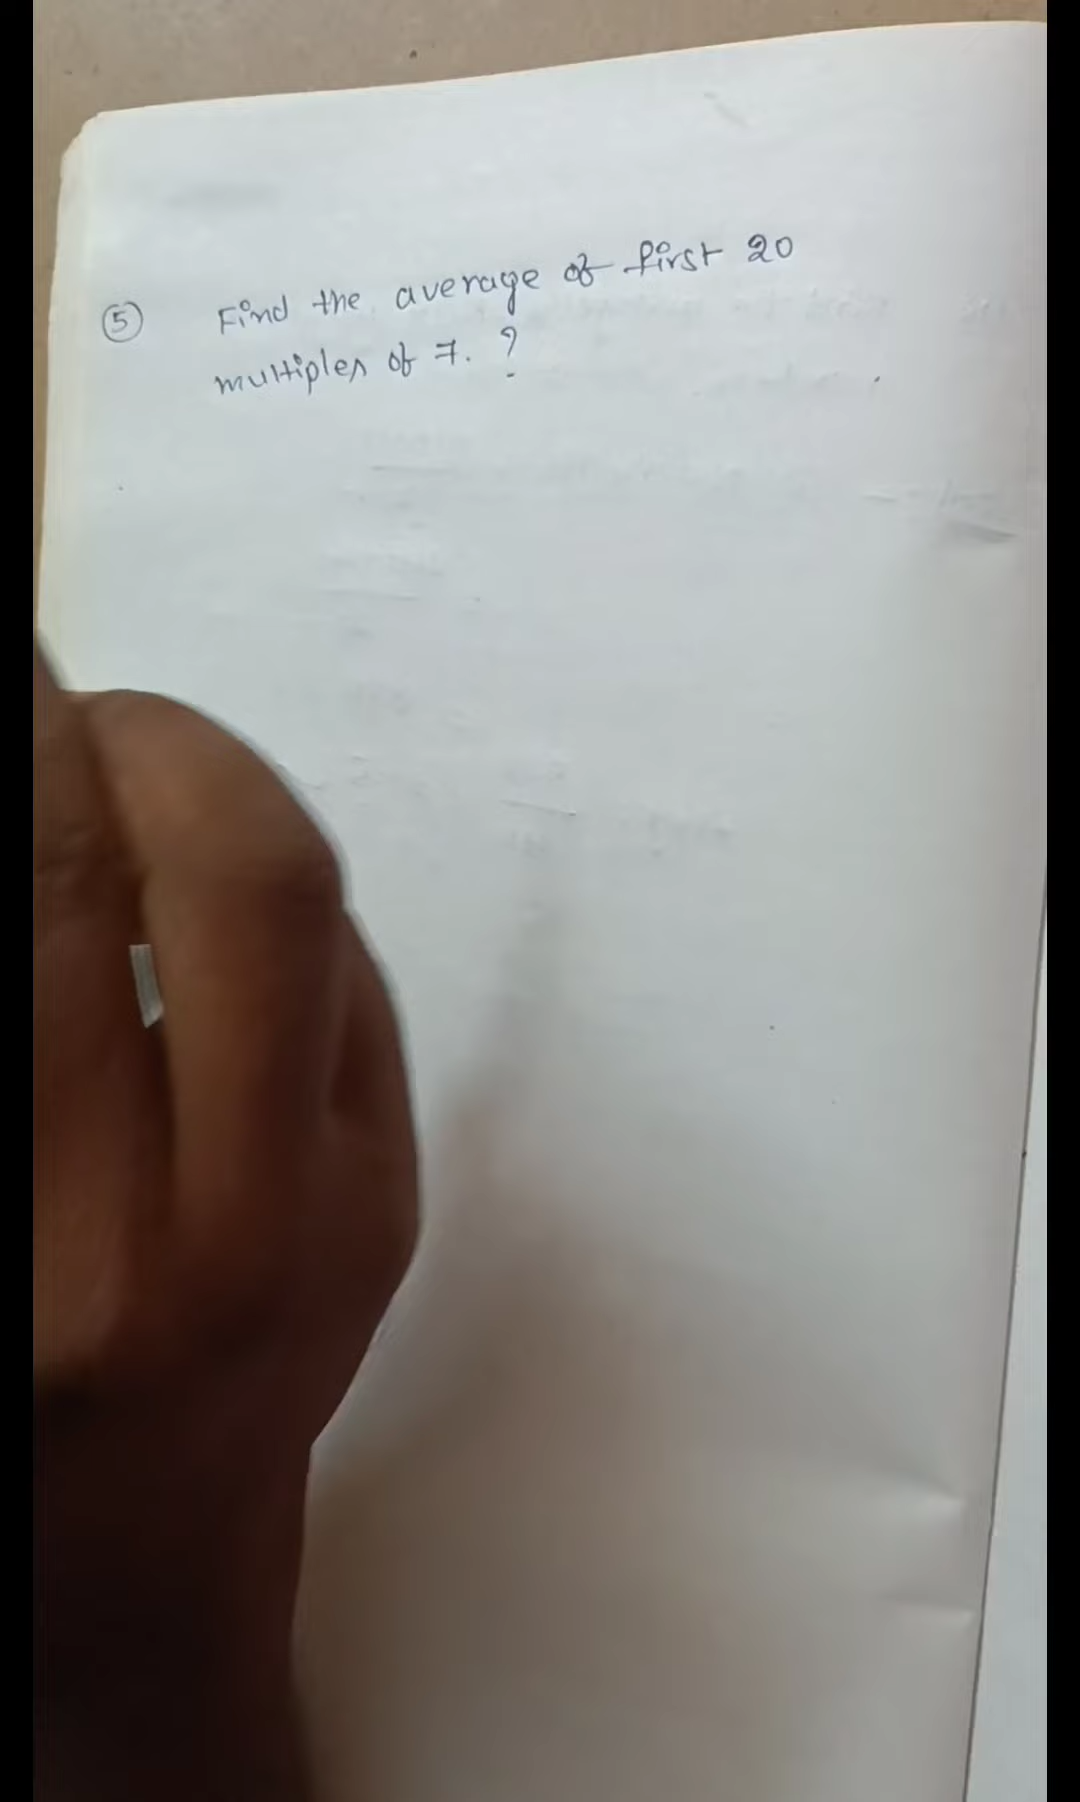 ⑤ Find the average of first 20
multiples of 7. ?